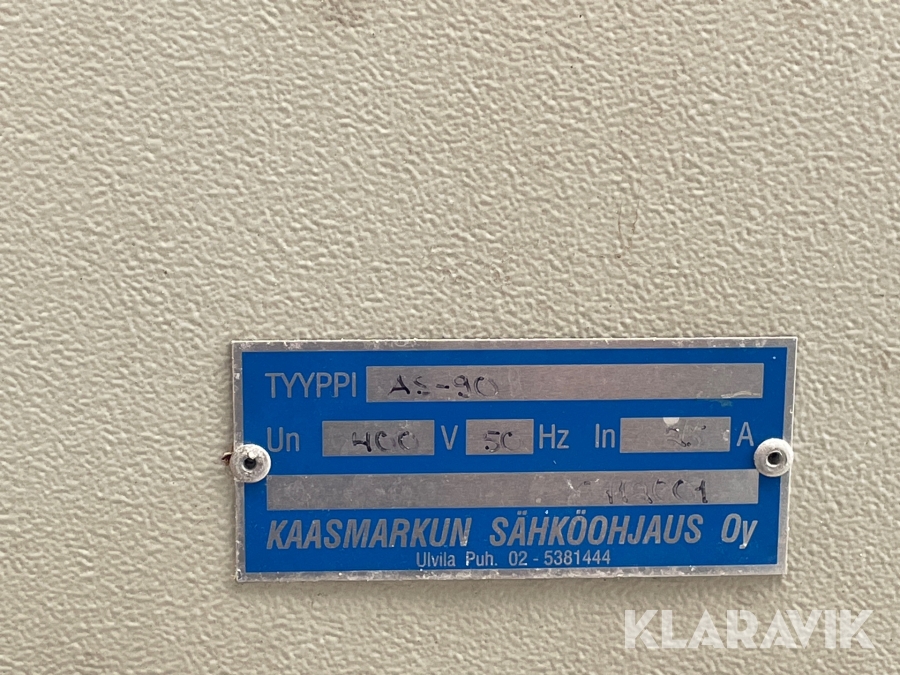 TYYPPI AS-90
Un 400 V 50 Hz In A
KAASMARKUN SÄHKÖOHJAUS Oy
Ulvila Puh. 02 - 5381444
KLARAVIK